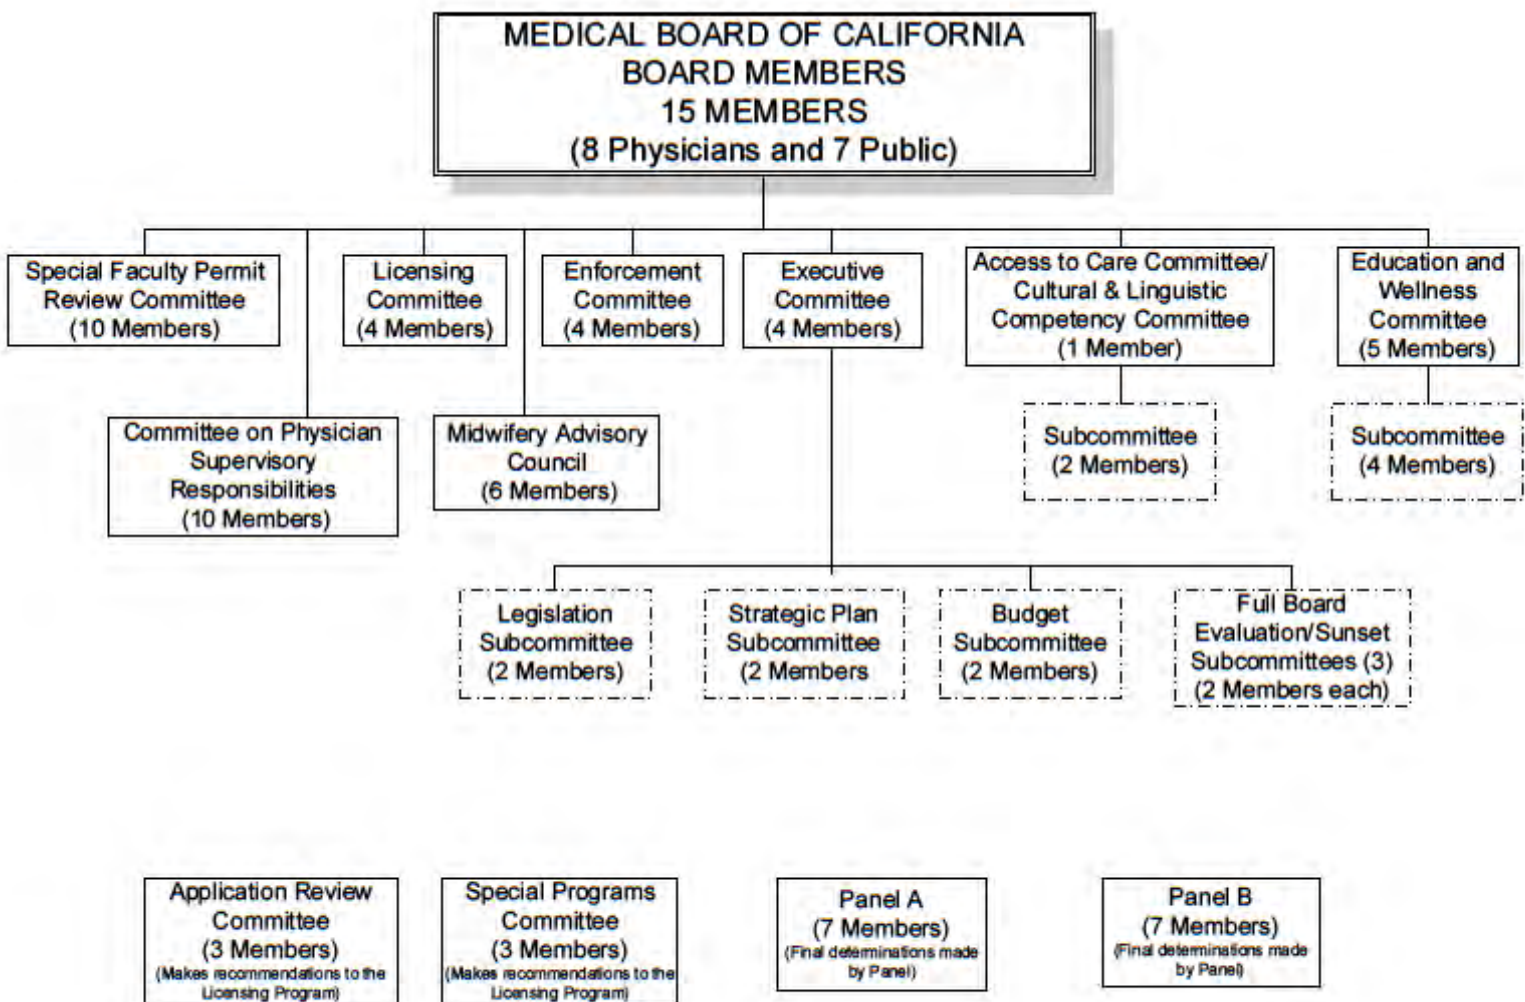 MEDICAL BOARD OF CALIFORNIA
BOARD MEMBERS
15 MEMBERS
(8 Physicians and 7 Public)
Special Faculty Permit
Review Committee
(10 Members)
Licensing
Committee
(4 Members)
Enforcement
Committee
(4 Members)
Executive
Committee
(4 Members)
Access to Care Committee/
Cultural & Linguistic
Competency Committee
(1 Member)
Education and
Wellness
Committee
(5 Members)
Committee on Physician
Supervisory
Responsibilities
(10 Members)
Midwifery Advisory
Council
(6 Members)
Subcommittee
(2 Members)
Subcommittee
(4 Members)
Legislation
Subcommittee
(2 Members)
Strategic Plan
Subcommittee
(2 Members
Budget
Subcommittee
(2 Members)
Full Board
Evaluation/Sunset
Subcommittees (3)
(2 Members each)
Application Review
Committee
(3 Members)
(Makes recommendations to the
Licensing Program)
Special Programs
Committee
(3 Members)
(Makes recommendations to the
Licensing Program)
Panel A
(7 Members)
(Final determinations made
by Panel)
Panel B
(7 Members)
(Final determinations made
by Panel)